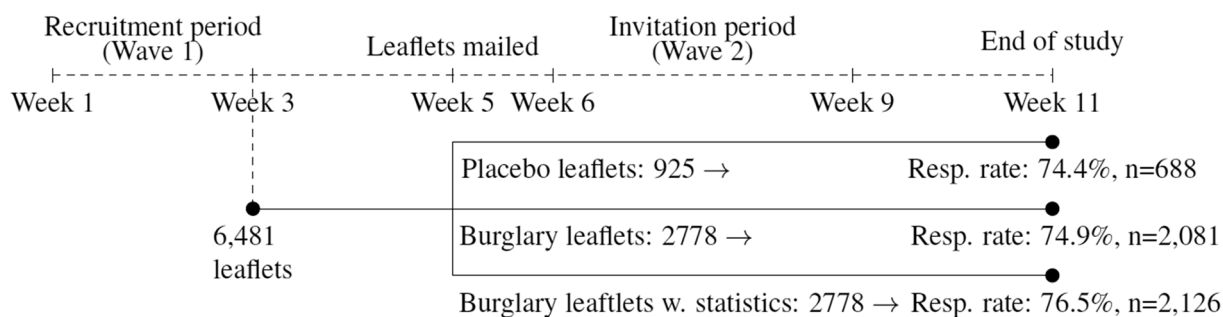 Recruitment period
(Wave 1)
Leaflets mailed
Invitation period
(Wave 2)
End of study
Week 1
Week 3
Week 5
Week 6
Week 9
Week 11
Placebo leaflets: 925 →
Resp. rate: 74.4%, n=688
6,481
leaflets
Burglary leaflets: 2778 →
Resp. rate: 74.9%, n=2,081
Burglary leaftlets w. statistics: 2778 →
Resp. rate: 76.5%, n=2,126